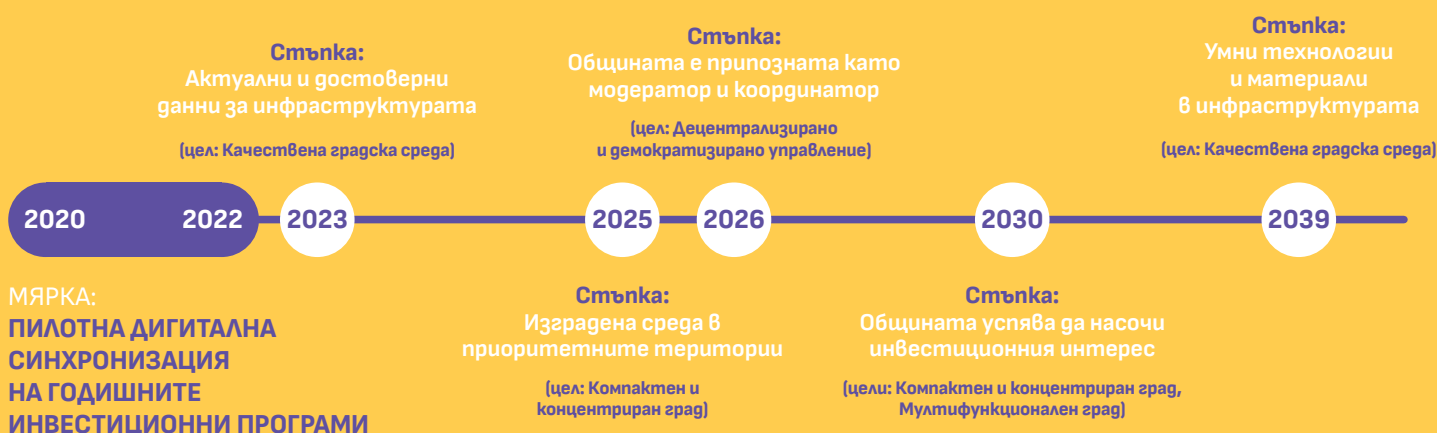 Стъпка:
Актуални и достоверни
данни за инфраструктурата
(цел: Качествена градска среда)
Стъпка:
Общината е припозната като
модератор и координатор
(цел: Децентрализирано
и демократизирано управление)
Стъпка:
Умни технологии
и материали
в инфраструктурата
(цел: Качествена градска среда)
2020 2022 2023 2025 2026 2030 2039
МЯРКА:
ПИЛОТНА ДИГИТАЛНА
СИНХРОНИЗАЦИЯ
НА ГОДИШНИТЕ
ИНВЕСТИЦИОННИ ПРОГРАМИ
Стъпка:
Изградена среда в
приоритетните територии
(цел: Компактен и
концентриран град)
Стъпка:
Общината успява да насочи
инвестиционния интерес
(цели: Компактен и концентриран град,
Мултифункционален град)